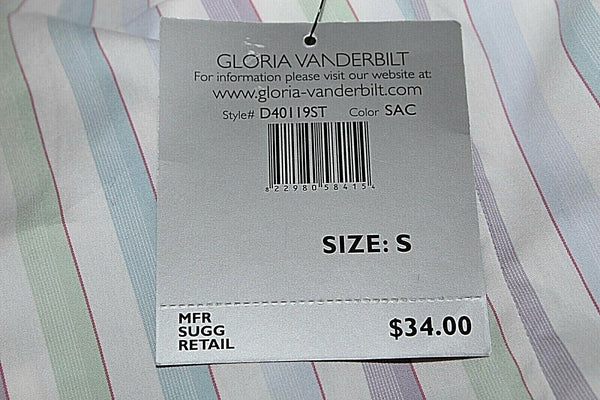 GLORIA VANDERBILT
For information please visit our website at:
www.gloria-vanderbilt.com
Style# D40119ST Color SAC
8 22980 58415 4
SIZE: S
MFR
SUGG
RETAIL
$34.00